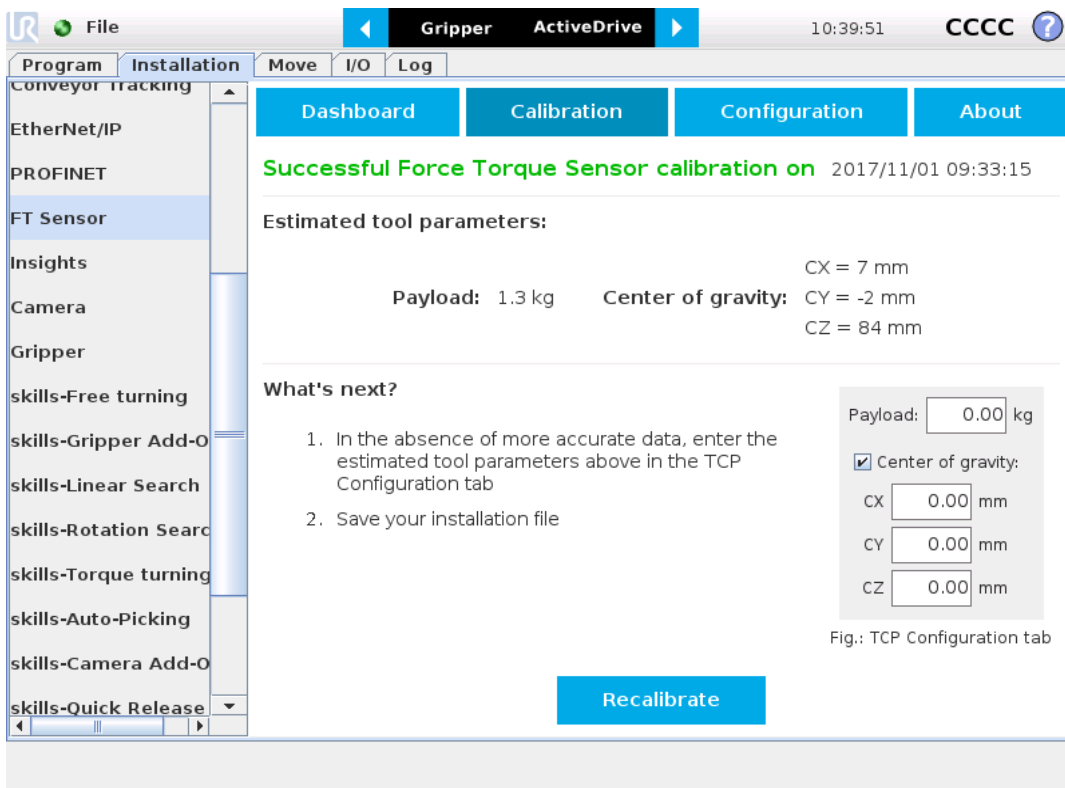 UR File Gripper ActiveDrive 10:39:51 CCCC ?
Program Installation Move I/O Log
Conveyor Tracking
EtherNet/IP
PROFINET
FT Sensor
Insights
Camera
Gripper
skills-Free turning
skills-Gripper Add-O
skills-Linear Search
skills-Rotation Searc
skills-Torque turning
skills-Auto-Picking
skills-Camera Add-O
skills-Quick Release
Dashboard Calibration Configuration About
Successful Force Torque Sensor calibration on 2017/11/01 09:33:15
Estimated tool parameters:
CX = 7 mm
Payload: 1.3 kg Center of gravity: CY = -2 mm
CZ = 84 mm
What's next?
1. In the absence of more accurate data, enter the
estimated tool parameters above in the TCP
Configuration tab
2. Save your installation file
Payload: 0.00 kg
Center of gravity:
CX 0.00 mm
CY 0.00 mm
CZ 0.00 mm
Fig.: TCP Configuration tab
Recalibrate